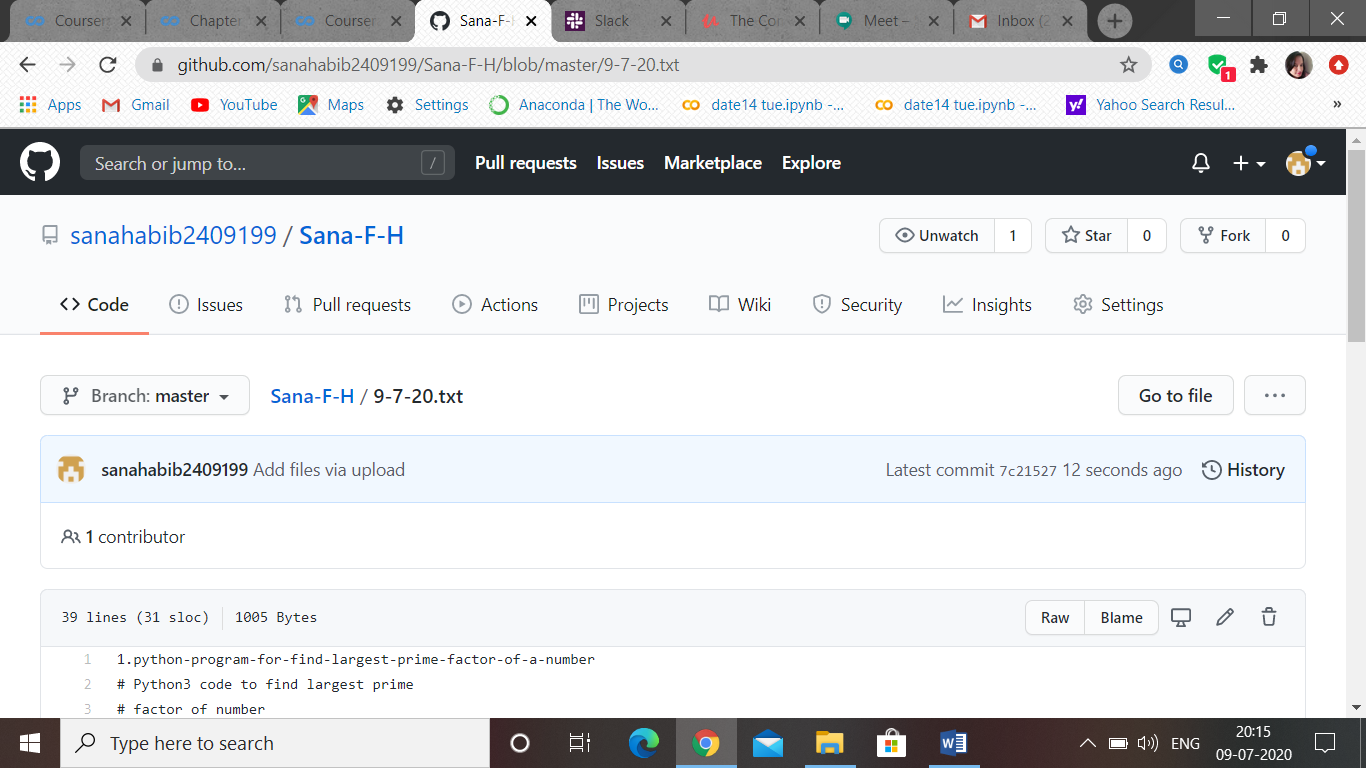 Courser
Chapter
Courser
Sana-F-H
Slack
The Con
Meet –
Inbox (2
github.com/sanahabib2409199/Sana-F-H/blob/master/9-7-20.txt
1
Apps Gmail YouTube Maps Settings Anaconda | The Wo... date14 tue.ipynb -... date14 tue.ipynb -... Yahoo Search Resul... »
Search or jump to... / Pull requests Issues Marketplace Explore
sanahabib2409199 / Sana-F-H Unwatch 1 Star 0 Fork 0
Code Issues Pull requests Actions Projects Wiki Security Insights Settings
Branch: master Sana-F-H / 9-7-20.txt Go to file ...
sanahabib2409199 Add files via upload Latest commit 7c21527 12 seconds ago History
1 contributor
39 lines (31 sloc) 1005 Bytes Raw Blame
1 1.python-program-for-find-largest-prime-factor-of-a-number
2 # Python3 code to find largest prime
3 # factor of number
Type here to search ENG 20:15
09-07-2020